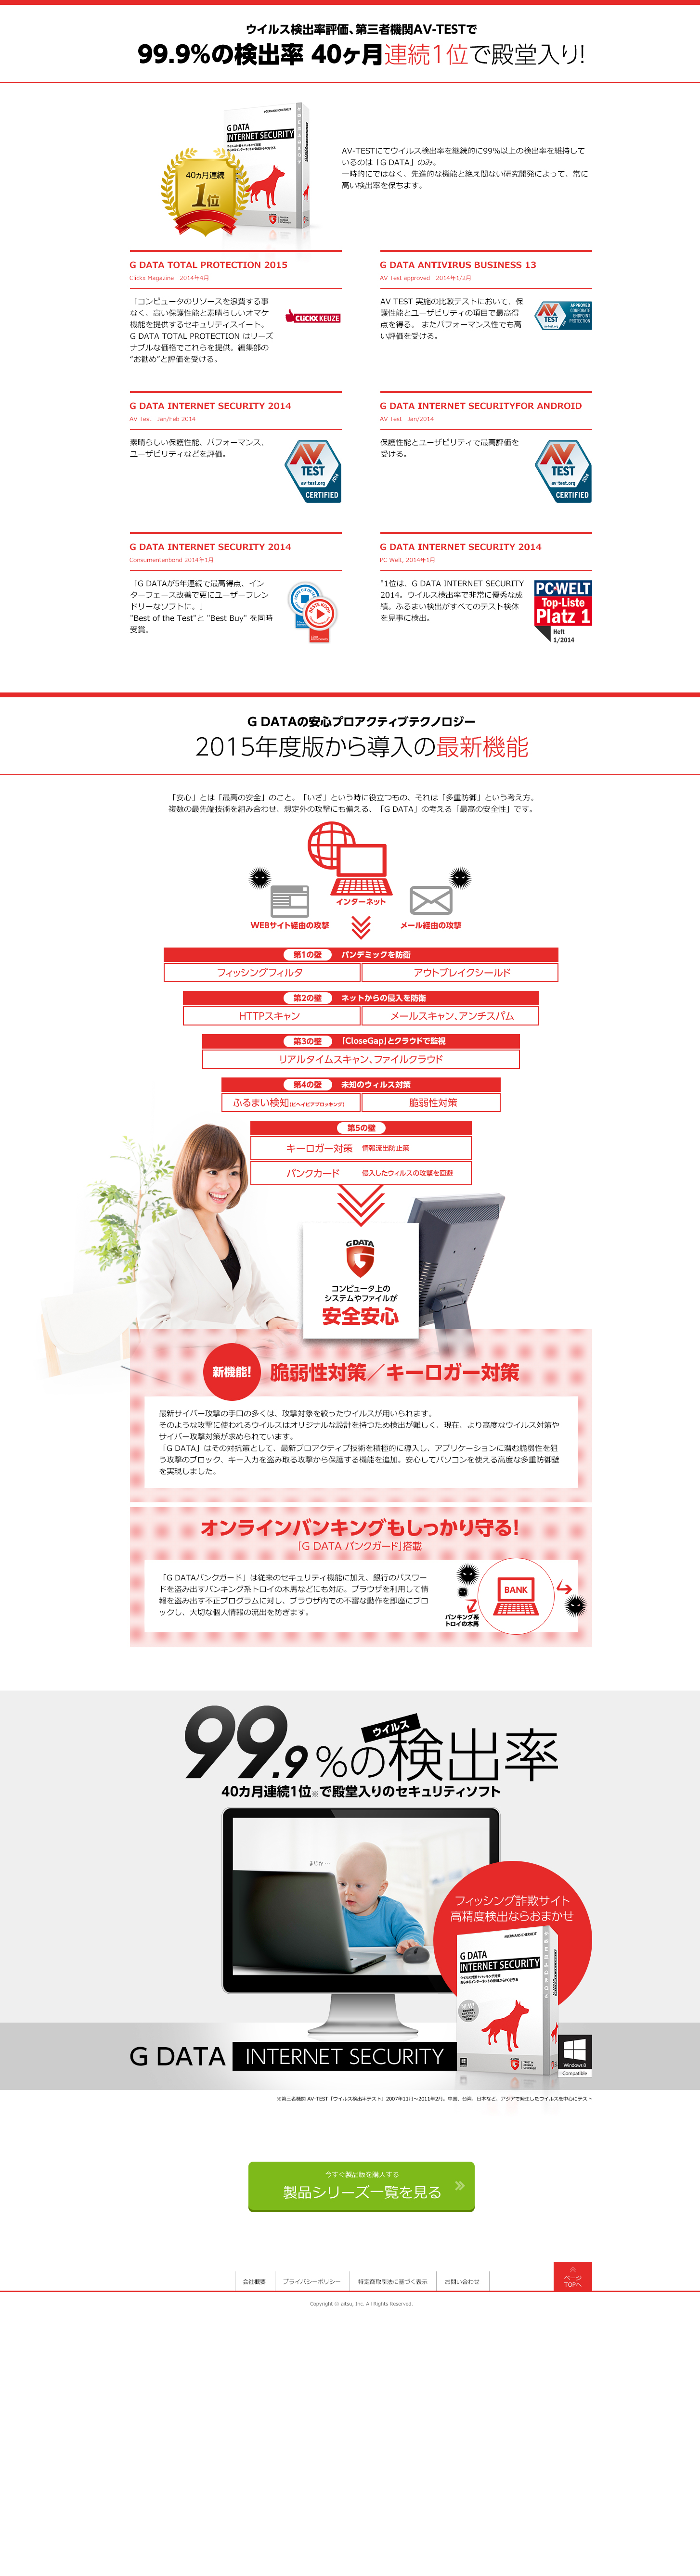 ウイルス検出率評価、第三者機関AV-TESTで
99.9%の検出率 40ヶ月連続1位で殿堂入り!
G DATA
INTERNET SECURITY
40カ月連続
1位
AV-TESTにてウイルス検出率を継続的に99%以上の検出率を維持して
いるのは「G DATA」のみ。
一時的にではなく、先進的な機能と絶え間ない研究開発によって、常に
高い検出率を保ちます。
G DATA TOTAL PROTECTION 2015
Clickx Magazine 2014年4月
「コンピュータのリソースを浪費する事
なく、高い保護性能と素晴らしいオマケ
機能を提供するセキュリティスイート。
G DATA TOTAL PROTECTION はリーズ
ナブルな価格でこれらを提供。編集部の
“お勧め”と評価を受ける。
CLICKX KEUZE
G DATA ANTIVIRUS BUSINESS 13
AV Test approved 2014年1/2月
AV TEST 実施の比較テストにおいて、保
護性能とユーザビリティの項目で最高得
点を得る。 またパフォーマンス性でも高
い評価を受ける。
AV TEST
APPROVED
CORPORATE
ENDPOINT
PROTECTION
G DATA INTERNET SECURITY 2014
AV Test Jan/Feb 2014
素晴らしい保護性能、パフォーマンス、
ユーザビリティなどを評価。
AV
TEST
av-test.org
CERTIFIED
G DATA INTERNET SECURITYFOR ANDROID
AV Test Jan/2014
保護性能とユーザビリティで最高評価を
受ける。
AV
TEST
av-test.org
CERTIFIED
G DATA INTERNET SECURITY 2014
Consumentenbond 2014年1月
「G DATAが5年連続で最高得点、イン
ターフェース改善で更にユーザーフレン
ドリーなソフトに。」
"Best of the Test"と "Best Buy" を同時
受賞。
G DATA INTERNET SECURITY 2014
PC Welt, 2014年1月
"1位は、G DATA INTERNET SECURITY
2014。ウイルス検出率で非常に優秀な成
績。ふるまい検出がすべてのテスト検体
を見事に検出。
PC WELT
Top-Liste
Platz 1
Heft
1/2014
G DATAの安心プロアクティブテクノロジー
2015年度版から導入の最新機能
「安心」とは「最高の安全」のこと。「いざ」という時に役立つもの、それは「多重防御」という考え方。
複数の最先端技術を組み合わせ、想定外の攻撃にも備える、「G DATA」の考える「最高の安全性」です。
インターネット
WEBサイト経由の攻撃
メール経由の攻撃
第1の壁 パンデミックを防衛
フィッシングフィルタ アウトブレイクシールド
第2の壁 ネットからの侵入を防衛
HTTPスキャン メールスキャン、アンチスパム
第3の壁 「CloseGap」とクラウドで監視
リアルタイムスキャン、ファイルクラウド
第4の壁 未知のウィルス対策
ふるまい検知(ビヘイビアブロッキング) 脆弱性対策
第5の壁
キーロガー対策 情報流出防止策
バンクカード 侵入したウィルスの攻撃を回避
G DATA
コンピュータ上の
システムやファイルが
安全安心
新機能! 脆弱性対策/キーロガー対策
最新サイバー攻撃の手口の多くは、攻撃対象を絞ったウイルスが用いられます。
そのような攻撃に使われるウイルスはオリジナルな設計を持つため検出が難しく、現在、より高度なウイルス対策や
サイバー攻撃対策が求められています。
「G DATA」はその対抗策として、最新プロアクティブ技術を積極的に導入し、アプリケーションに潜む脆弱性を狙
う攻撃のブロック、キー入力を盗み取る攻撃から保護する機能を追加。安心してパソコンを使える高度な多重防御壁
を実現しました。
オンラインバンキングもしっかり守る!
「G DATA バンクガード」搭載
「G DATAバンクガード」は従来のセキュリティ機能に加え、銀行のパスワー
ドを盗み出すバンキング系トロイの木馬などにも対応。ブラウザを利用して情
報を盗み出す不正プログラムに対し、ブラウザ内での不審な動作を即座にブロ
ックし、大切な個人情報の流出を防ぎます。
BANK
バンキング系
トロイの木馬
99.9%のウイルス検出率
40カ月連続1位※で殿堂入りのセキュリティソフト
まじか…
フィッシング詐欺サイト
高精度検出ならおまかせ
G DATA
INTERNET SECURITY
G DATA INTERNET SECURITY
Windows 8
Compatible
※第三者機関 AV-TEST「ウイルス検出率テスト」2007年11月〜2011年2月。中国、台湾、日本など、アジアで発生したウイルスを中心にテスト
今すぐ製品版を購入する
製品シリーズ一覧を見る
会社概要 プライバシーポリシー 特定商取引法に基づく表示 お問い合わせ
ページ
TOPへ
Copyright © aitsu, Inc. All Rights Reserved.